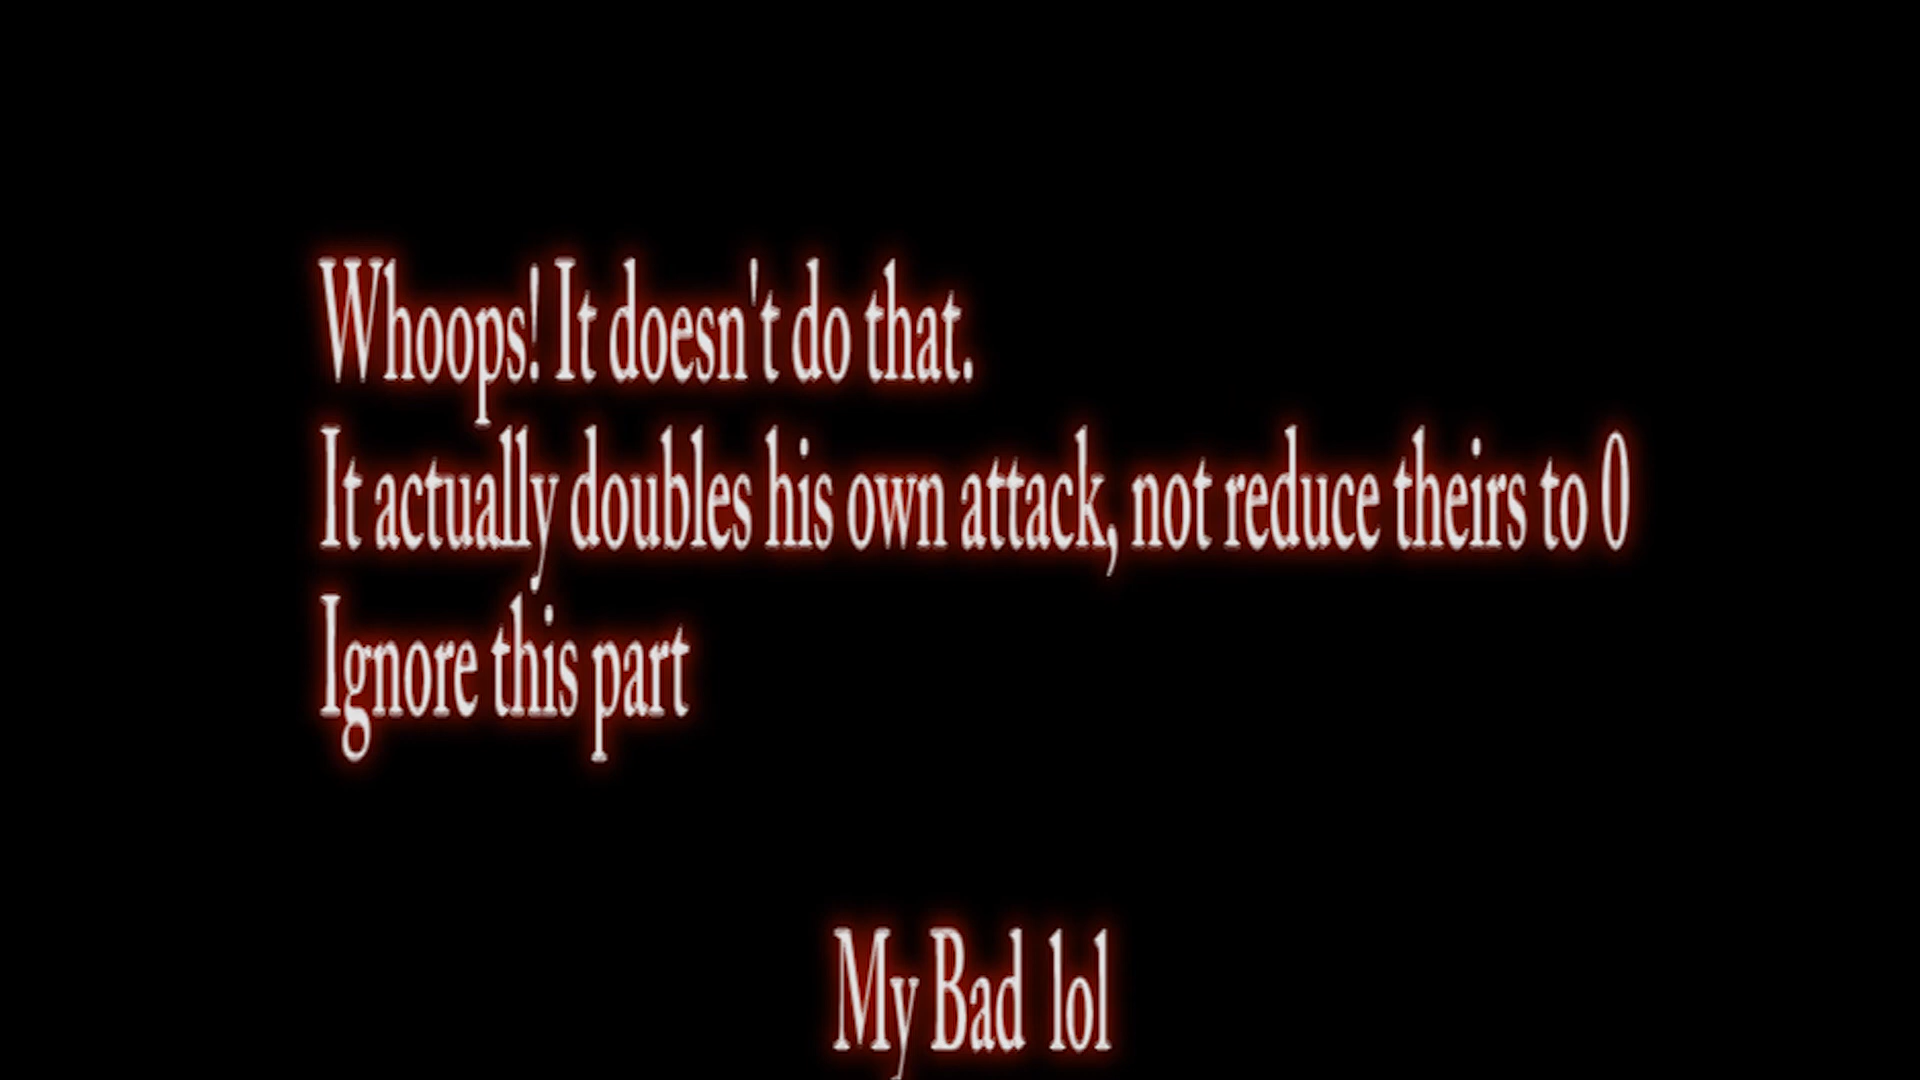 Whoops! It doesn't do that.
It actually doubles his own attack, not reduce theirs to 0
Ignore this part
My Bad lol